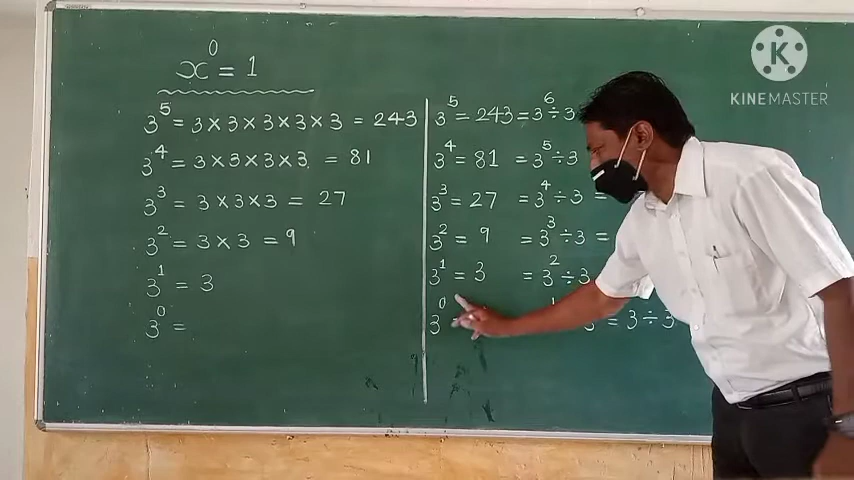 x⁰ = 1
3⁵ = 3 × 3 × 3 × 3 × 3 = 243
3⁴ = 3 × 3 × 3 × 3 = 81
3³ = 3 × 3 × 3 = 27
3² = 3 × 3 = 9
3¹ = 3
3⁰ =
3⁵ = 243 = 3⁶ ÷ 3
3⁴ = 81 = 3⁵ ÷ 3
3³ = 27 = 3⁴ ÷ 3 =
3² = 9 = 3³ ÷ 3 =
3¹ = 3 = 3² ÷ 3
3⁰ = 3 = 3 ÷ 3
K
KINEMASTER